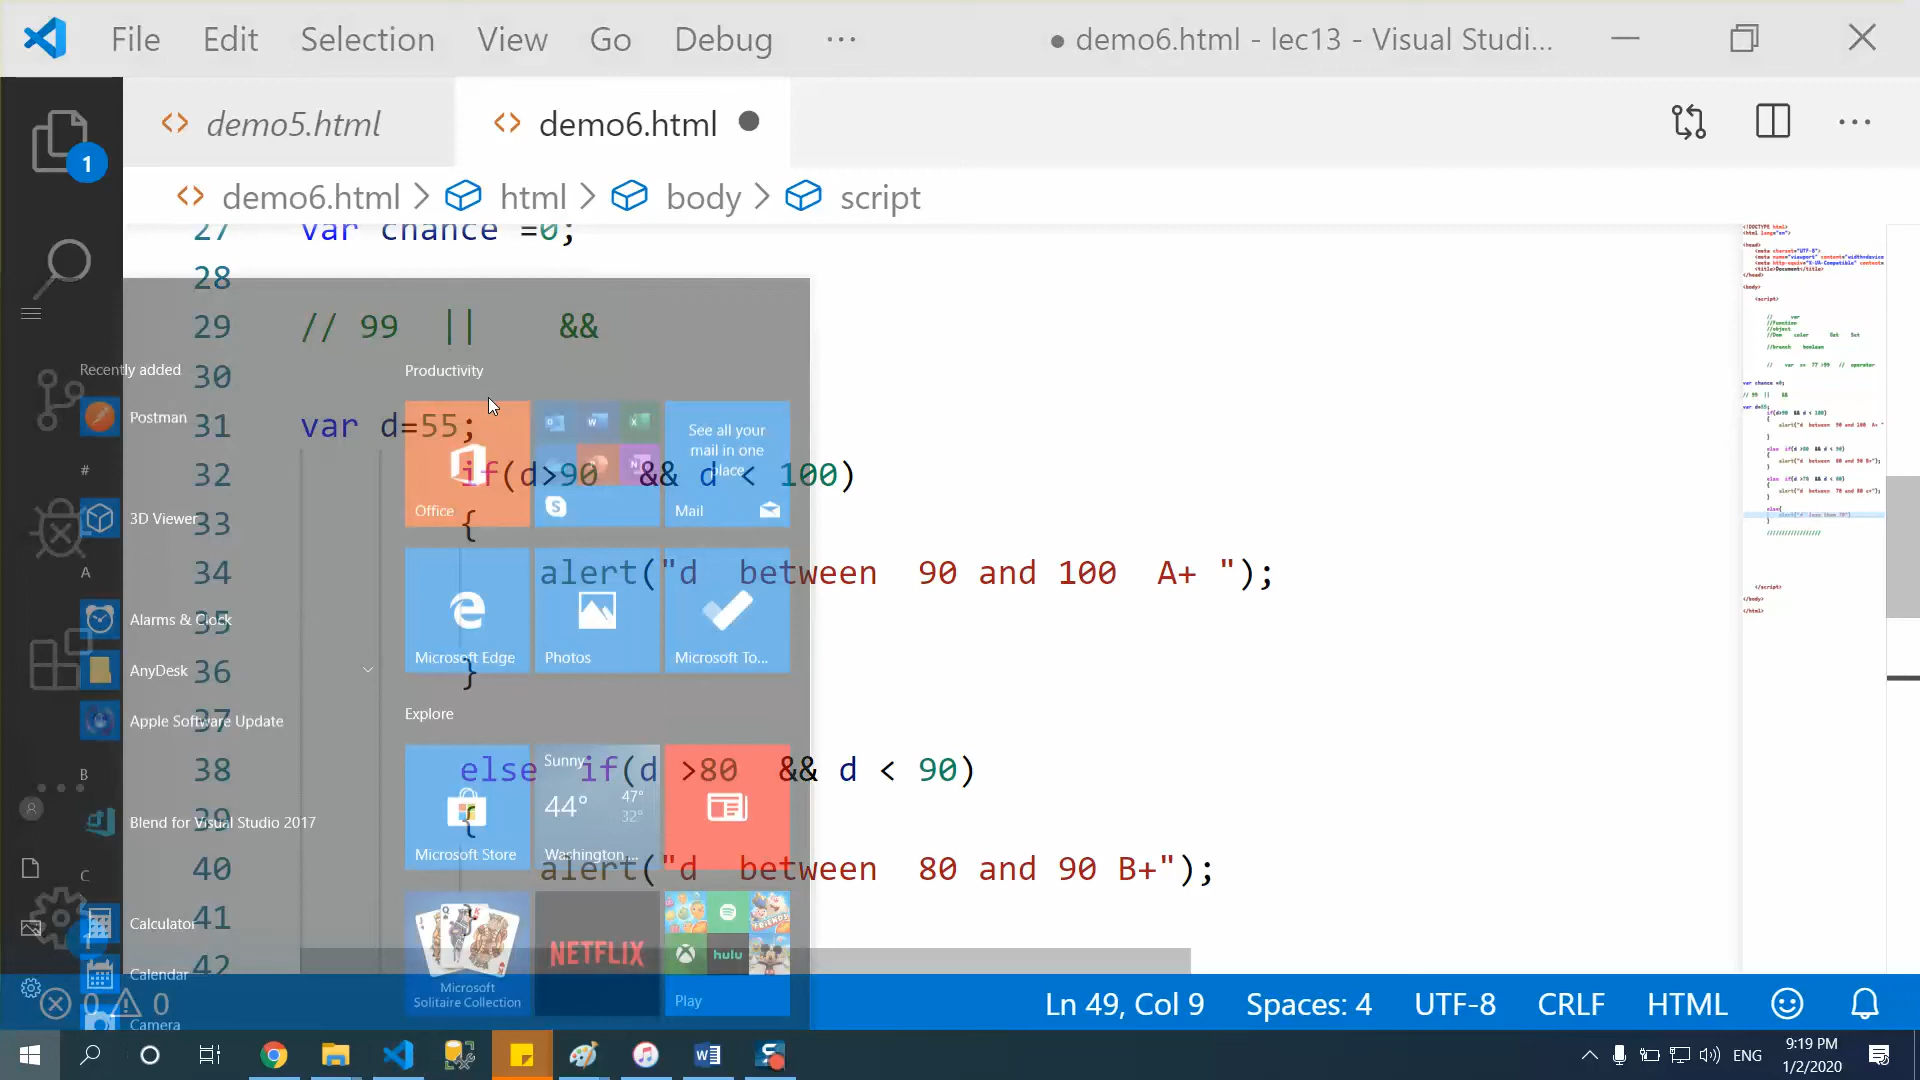 File Edit Selection View Go Debug ··· ● demo6.html - lec13 - Visual Studi...
demo5.html demo6.html
1
demo6.html > html > body > script
27 var chance =0;
28
29 // 99 || &&
30
31 var d=55;
32 if(d>90 && d < 100)
33 {
34 alert("d between 90 and 100 A+ ");
35
36 }
37
38 else if(d >80 && d < 90)
39 {
40 alert("d between 80 and 90 B+");
41
42
Recently added
Postman
#
3D Viewer
A
Alarms & Clock
AnyDesk
Apple Software Update
B
Blend for Visual Studio 2017
C
Calculator
Calendar
Camera
Productivity
Office
See all your
mail in one
place
Mail
Microsoft Edge
Photos
Microsoft To...
Explore
Microsoft Store
Sunny
44° 47°
32°
Washington ...
Microsoft
Solitaire Collection
NETFLIX
hulu
Play
0 0 Ln 49, Col 9 Spaces: 4 UTF-8 CRLF HTML
ENG
9:19 PM
1/2/2020